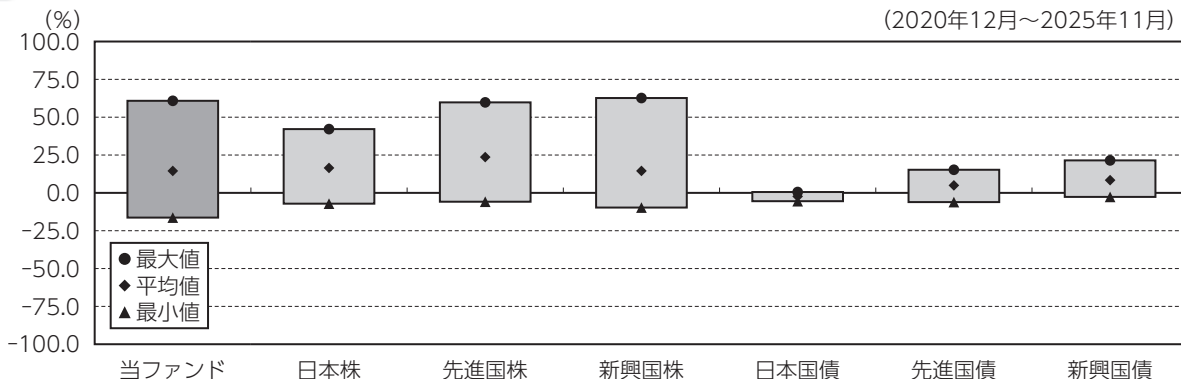 (%)
(2020年12月～2025年11月)
100.0
75.0
50.0
25.0
0.0
-25.0
-50.0
-75.0
-100.0
●最大値
◆平均値
▲最小値
当ファンド 日本株 先進国株 新興国株 日本国債 先進国債 新興国債